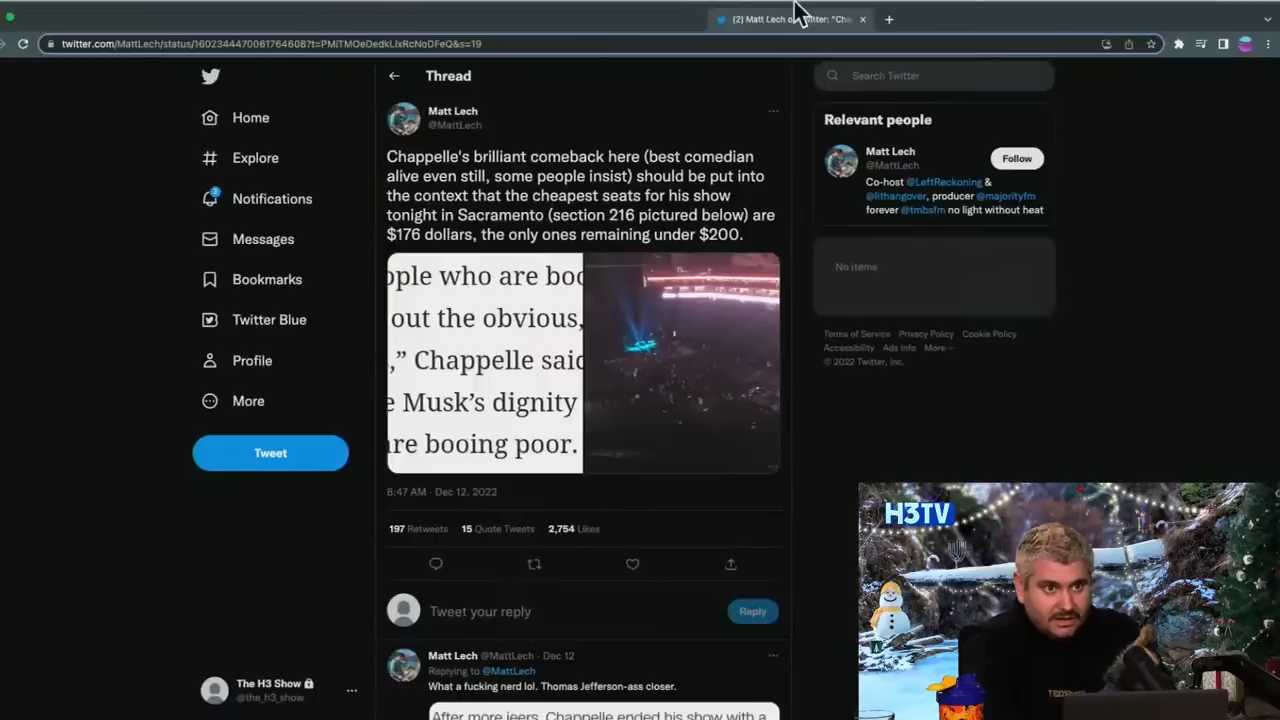 (2) Matt Lech o
itter: "Cha
twitter.com/MattLech/status/1602344470061764608?t=PMiTMOeDedkLixRcNoDFeQ&s=19
Home
Explore
Notifications
Messages
Bookmarks
Twitter Blue
Profile
More
Tweet
The H3 Show
@the_h3_show
Thread
Matt Lech
@MattLech
Chappelle's brilliant comeback here (best comedian
alive even still, some people insist) should be put into
the context that the cheapest seats for his show
tonight in Sacramento (section 216 pictured below) are
$176 dollars, the only ones remaining under $200.
ople who are boo
out the obvious,
,” Chappelle said
e Musk’s dignity
are booing poor.
8:47 AM · Dec 12, 2022
197 Retweets 15 Quote Tweets 2,754 Likes
Tweet your reply
Reply
Matt Lech @MattLech · Dec 12
Replying to @MattLech
What a fucking nerd lol. Thomas Jefferson-ass closer.
After more jeers, Chappelle ended his show with a
Search Twitter
Relevant people
Matt Lech
@MattLech
Follow
Co-host @LeftReckoning &
@lithangover, producer @majorityfm
forever @tmbsfm no light without heat
No items
Terms of Service Privacy Policy Cookie Policy
Accessibility Ads info More
© 2022 Twitter, Inc.
H3TV